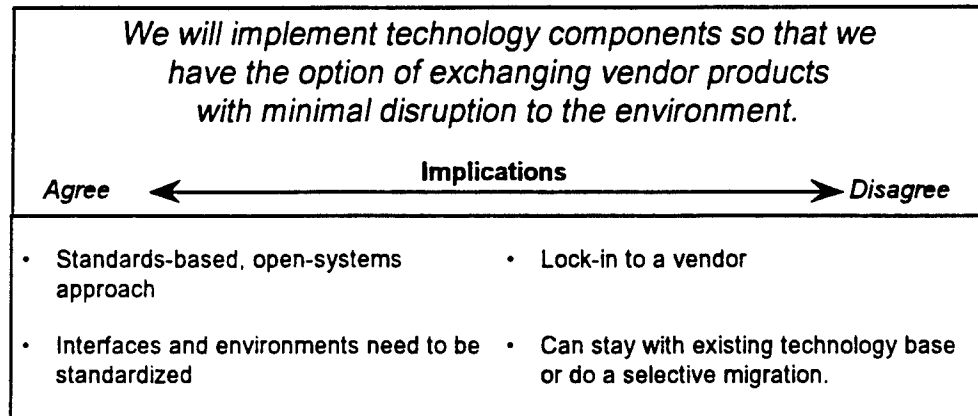 We will implement technology components so that we
have the option of exchanging vendor products
with minimal disruption to the environment.
Implications
Agree
Disagree
• Standards-based, open-systems
approach
• Interfaces and environments need to be
standardized
• Lock-in to a vendor
• Can stay with existing technology base
or do a selective migration.